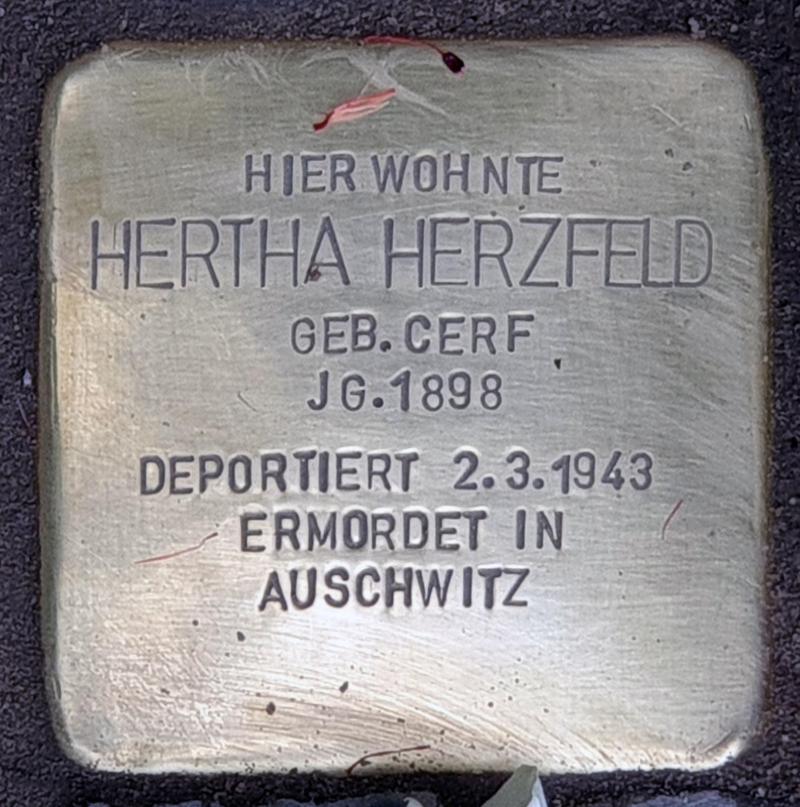 HIER WOHNTE
HERTHA HERZFELD
GEB. CERF
JG. 1898
DEPORTIERT 2.3.1943
ERMORDET IN
AUSCHWITZ